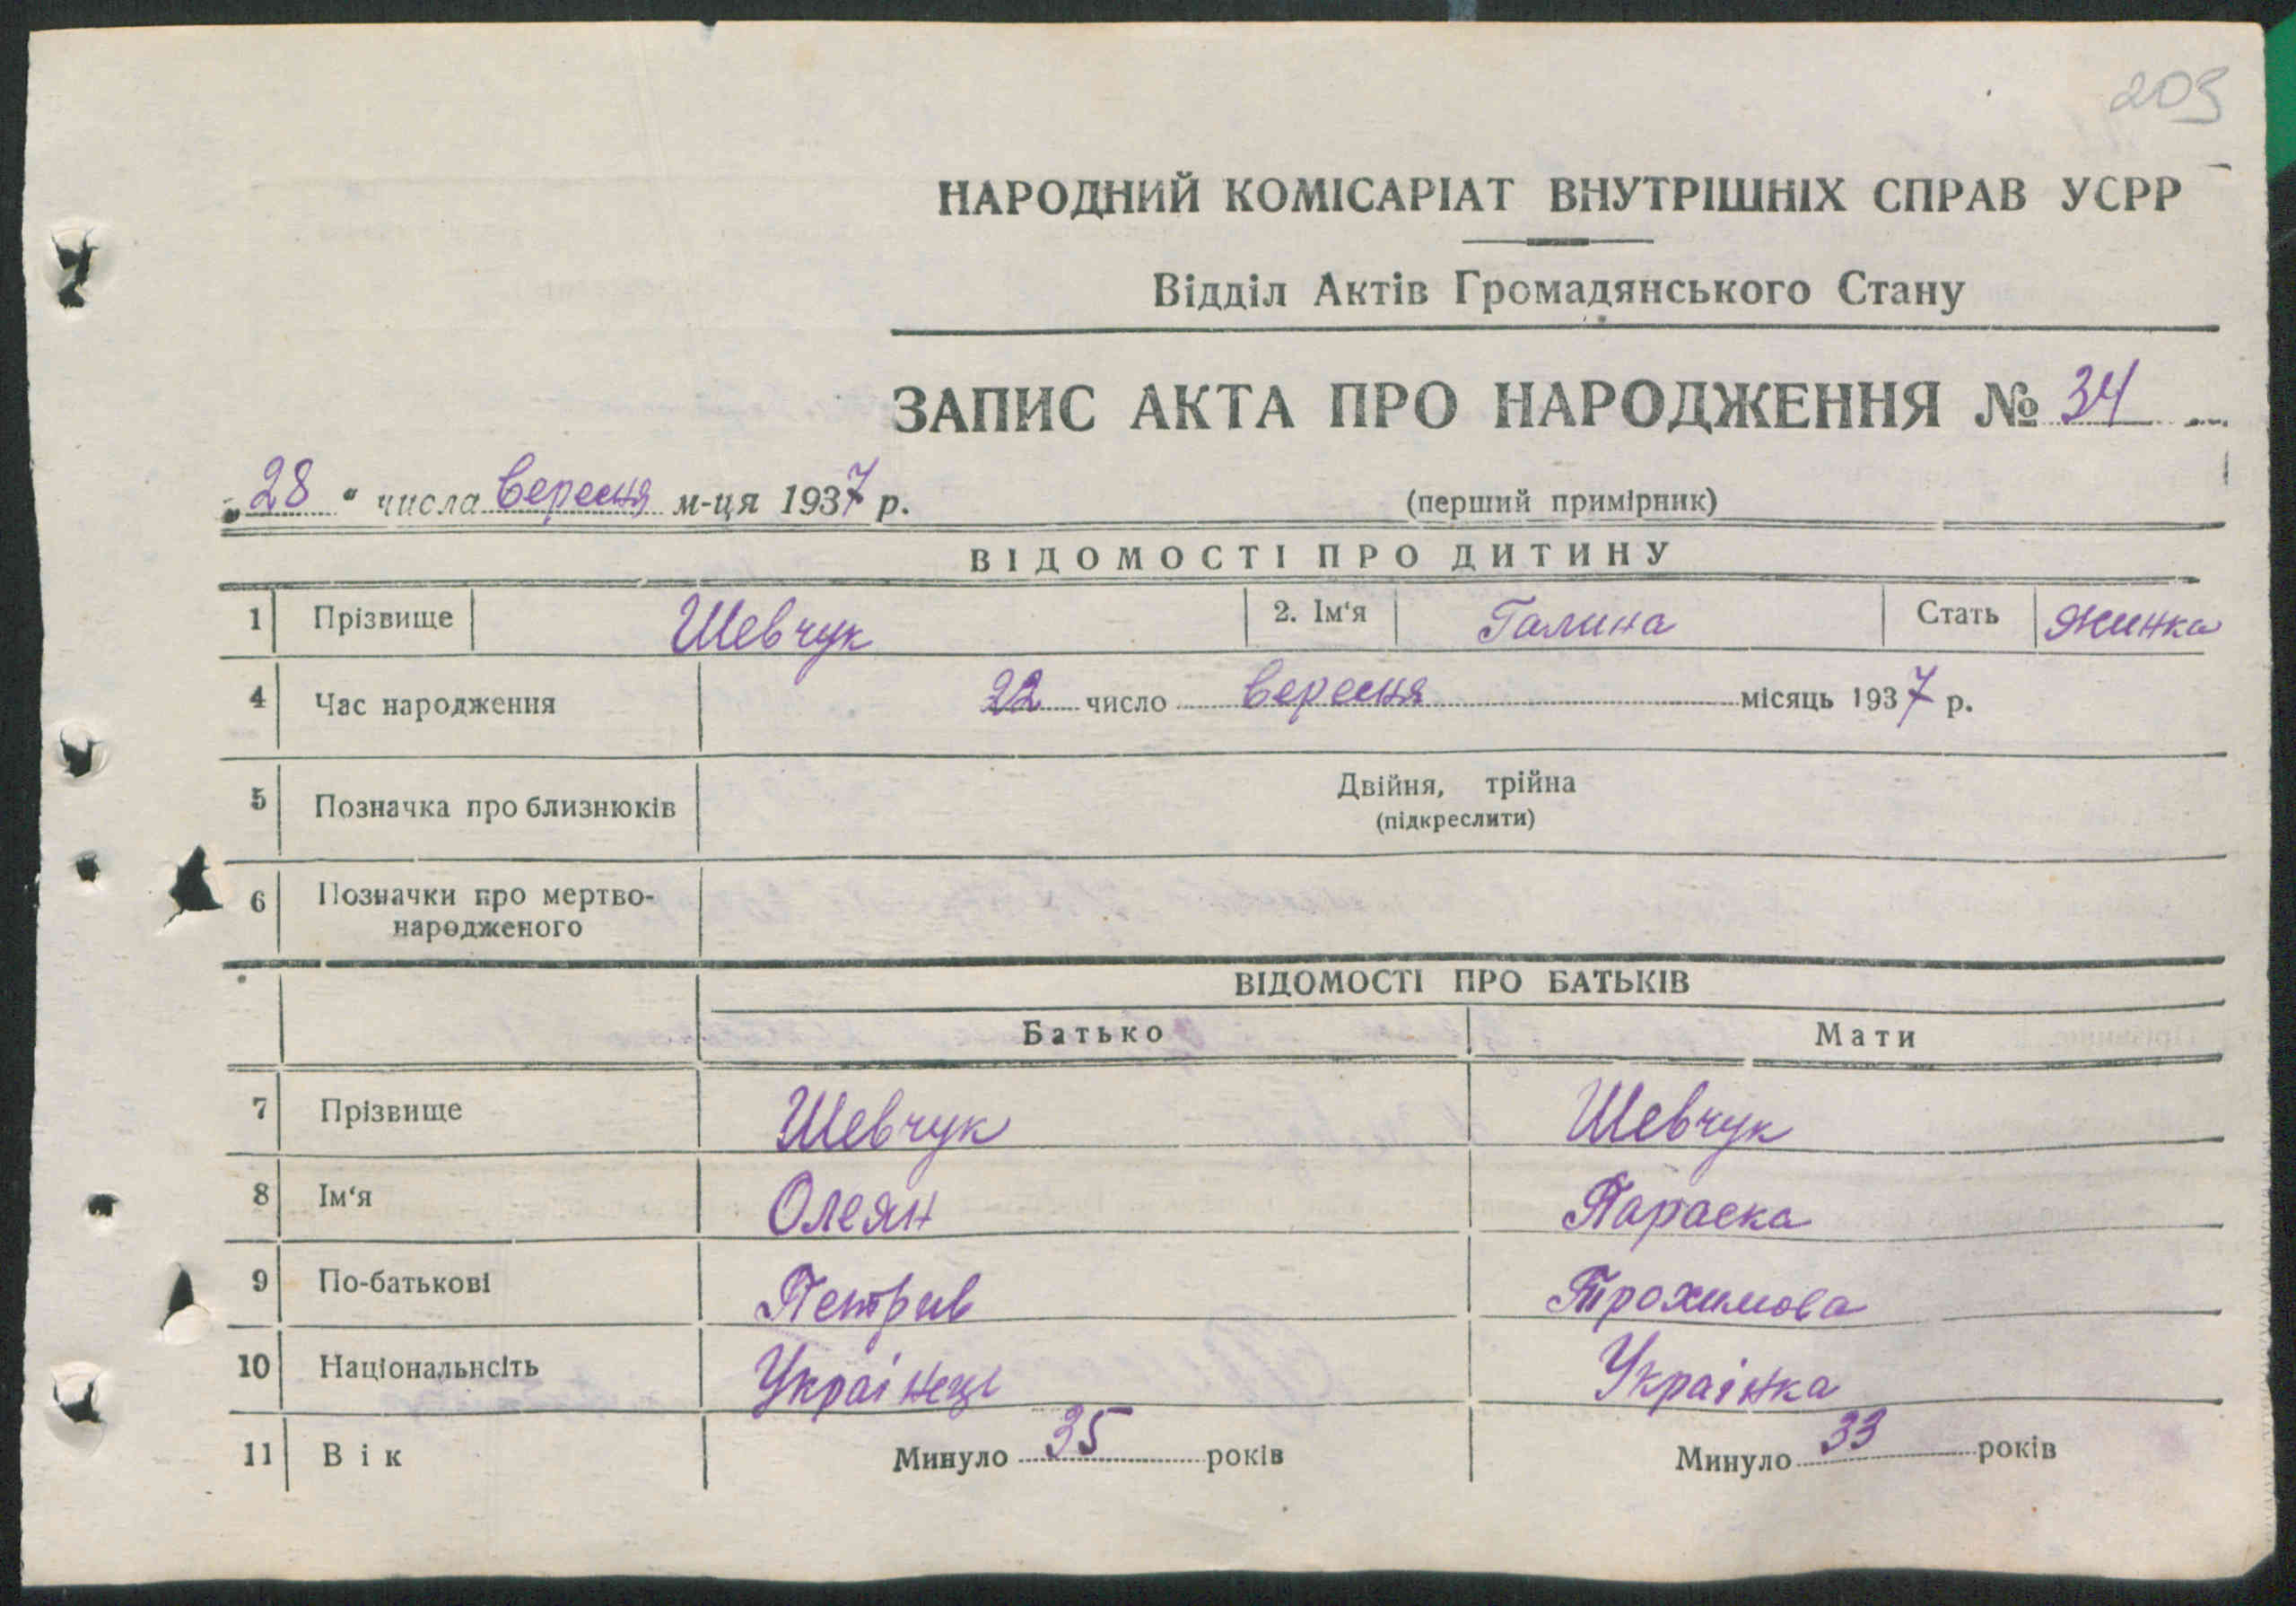 209
НАРОДНИЙ КОМІСАРІАТ ВНУТРІШНІХ СПРАВ УСРР
Відділ Актів Громадянського Стану
ЗАПИС АКТА ПРО НАРОДЖЕННЯ № 34
„28“ числа вересня м-ця 1937 р.
(перший примірник)
ВІДОМОСТІ ПРО ДИТИНУ
1 Прізвище Шевчук 2. Ім'я Галина Стать Жинка
4 Час народження 22 число вересня місяць 1937 р.
5 Позначка про близнюків Двійня, трійна
(підкреслити)
6 Позначки про мертво-
народженого
ВІДОМОСТІ ПРО БАТЬКІВ
Батько Мати
7 Прізвище Шевчук Шевчук
8 Ім'я Олеян Параска
9 По-батькові Петрив Трохимова
10 Національнсіть Українець Українка
11 Вік Минуло 35 років Минуло 33 років